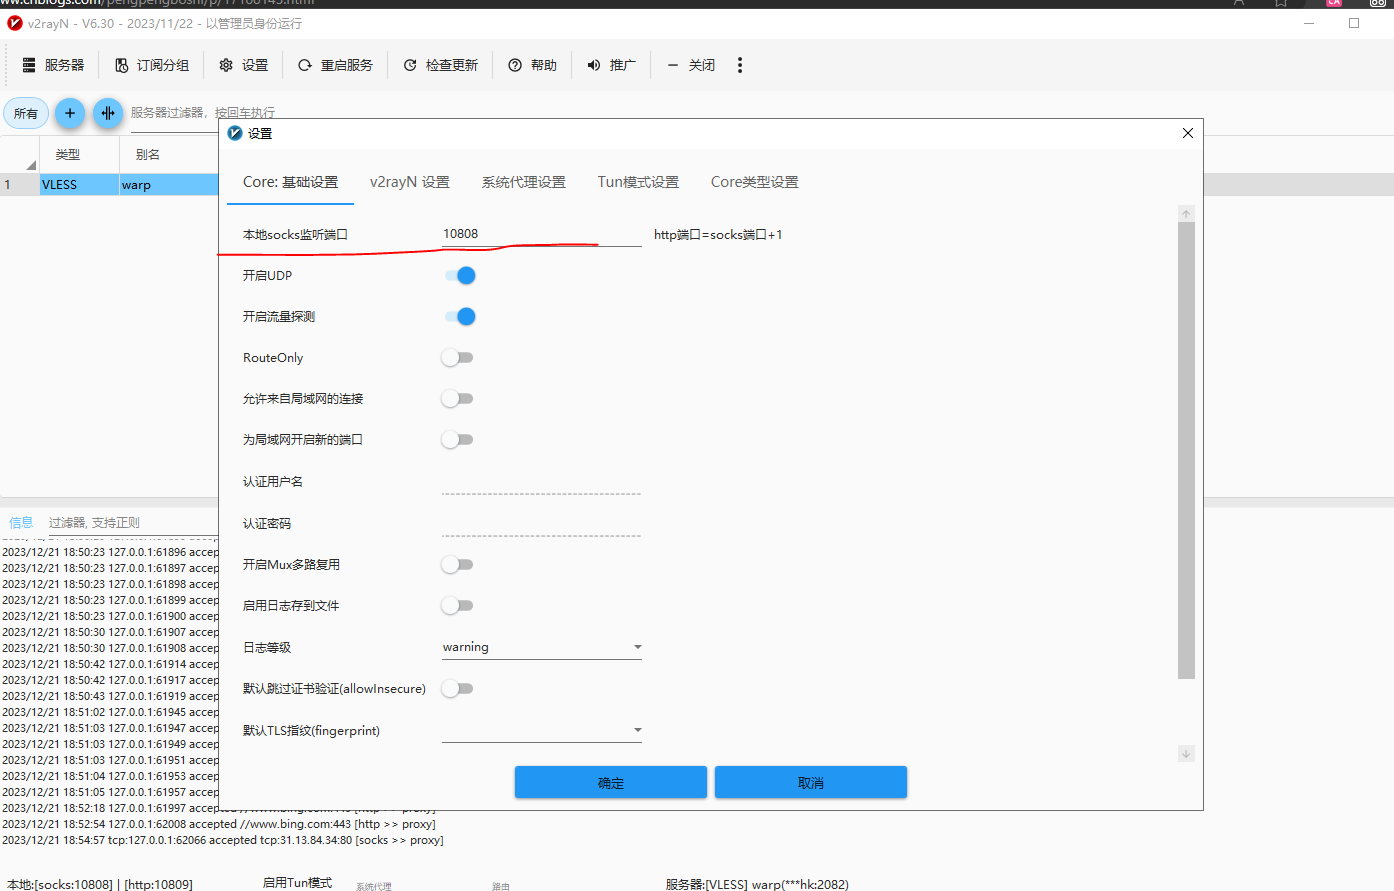 ww.cnblogs.com/pengpengboshi/p/17106145.html
v2rayN - V6.30 - 2023/11/22 - 以管理员身份运行
服务器 订阅分组 设置 重启服务 检查更新 帮助 推广 关闭
所有 服务器过滤器，按回车执行
类型 别名
1 VLESS warp
设置
Core: 基础设置 v2rayN 设置 系统代理设置 Tun模式设置 Core类型设置
本地socks监听端口 10808 http端口=socks端口+1
开启UDP
开启流量探测
RouteOnly
允许来自局域网的连接
为局域网开启新的端口
认证用户名
认证密码
开启Mux多路复用
启用日志存到文件
日志等级 warning
默认跳过证书验证(allowInsecure)
默认TLS指纹(fingerprint)
确定 取消
信息 过滤器, 支持正则
2023/12/21 18:50:23 127.0.0.1:61896 accep
2023/12/21 18:50:23 127.0.0.1:61897 accep
2023/12/21 18:50:23 127.0.0.1:61898 accep
2023/12/21 18:50:23 127.0.0.1:61899 accep
2023/12/21 18:50:23 127.0.0.1:61900 accep
2023/12/21 18:50:30 127.0.0.1:61907 accep
2023/12/21 18:50:30 127.0.0.1:61908 accep
2023/12/21 18:50:42 127.0.0.1:61914 accep
2023/12/21 18:50:42 127.0.0.1:61917 accep
2023/12/21 18:50:43 127.0.0.1:61919 accep
2023/12/21 18:51:02 127.0.0.1:61945 accep
2023/12/21 18:51:03 127.0.0.1:61947 accep
2023/12/21 18:51:03 127.0.0.1:61949 accep
2023/12/21 18:51:03 127.0.0.1:61951 accep
2023/12/21 18:51:04 127.0.0.1:61953 accep
2023/12/21 18:51:05 127.0.0.1:61957 accep
2023/12/21 18:52:18 127.0.0.1:61997 accepted //www.bing.com:443 [http >> proxy]
2023/12/21 18:52:54 127.0.0.1:62008 accepted //www.bing.com:443 [http >> proxy]
2023/12/21 18:54:57 tcp:127.0.0.1:62066 accepted tcp:31.13.84.34:80 [socks >> proxy]
本地:[socks:10808] | [http:10809] 启用Tun模式 系统代理 路由 服务器:[VLESS] warp(***hk:2082)